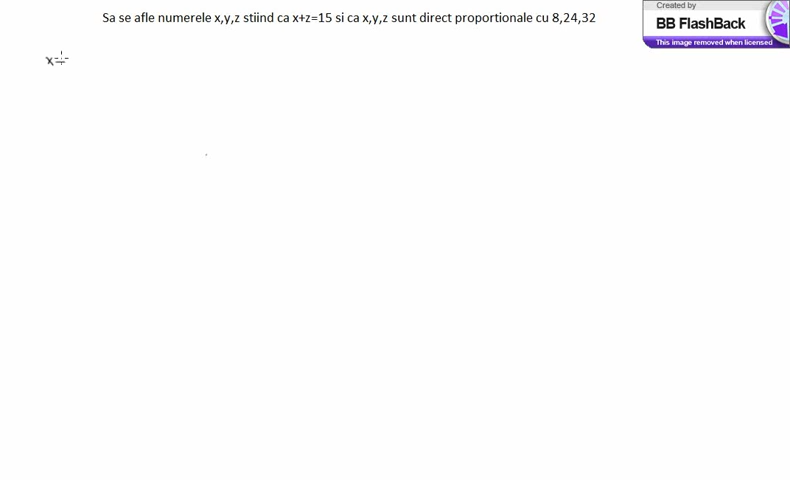 Created by
Sa se afle numerele x,y,z stiind ca x+z=15 si ca x,y,z sunt direct proportionale cu 8,24,32
BB FlashBack
This image removed when licensed
x=